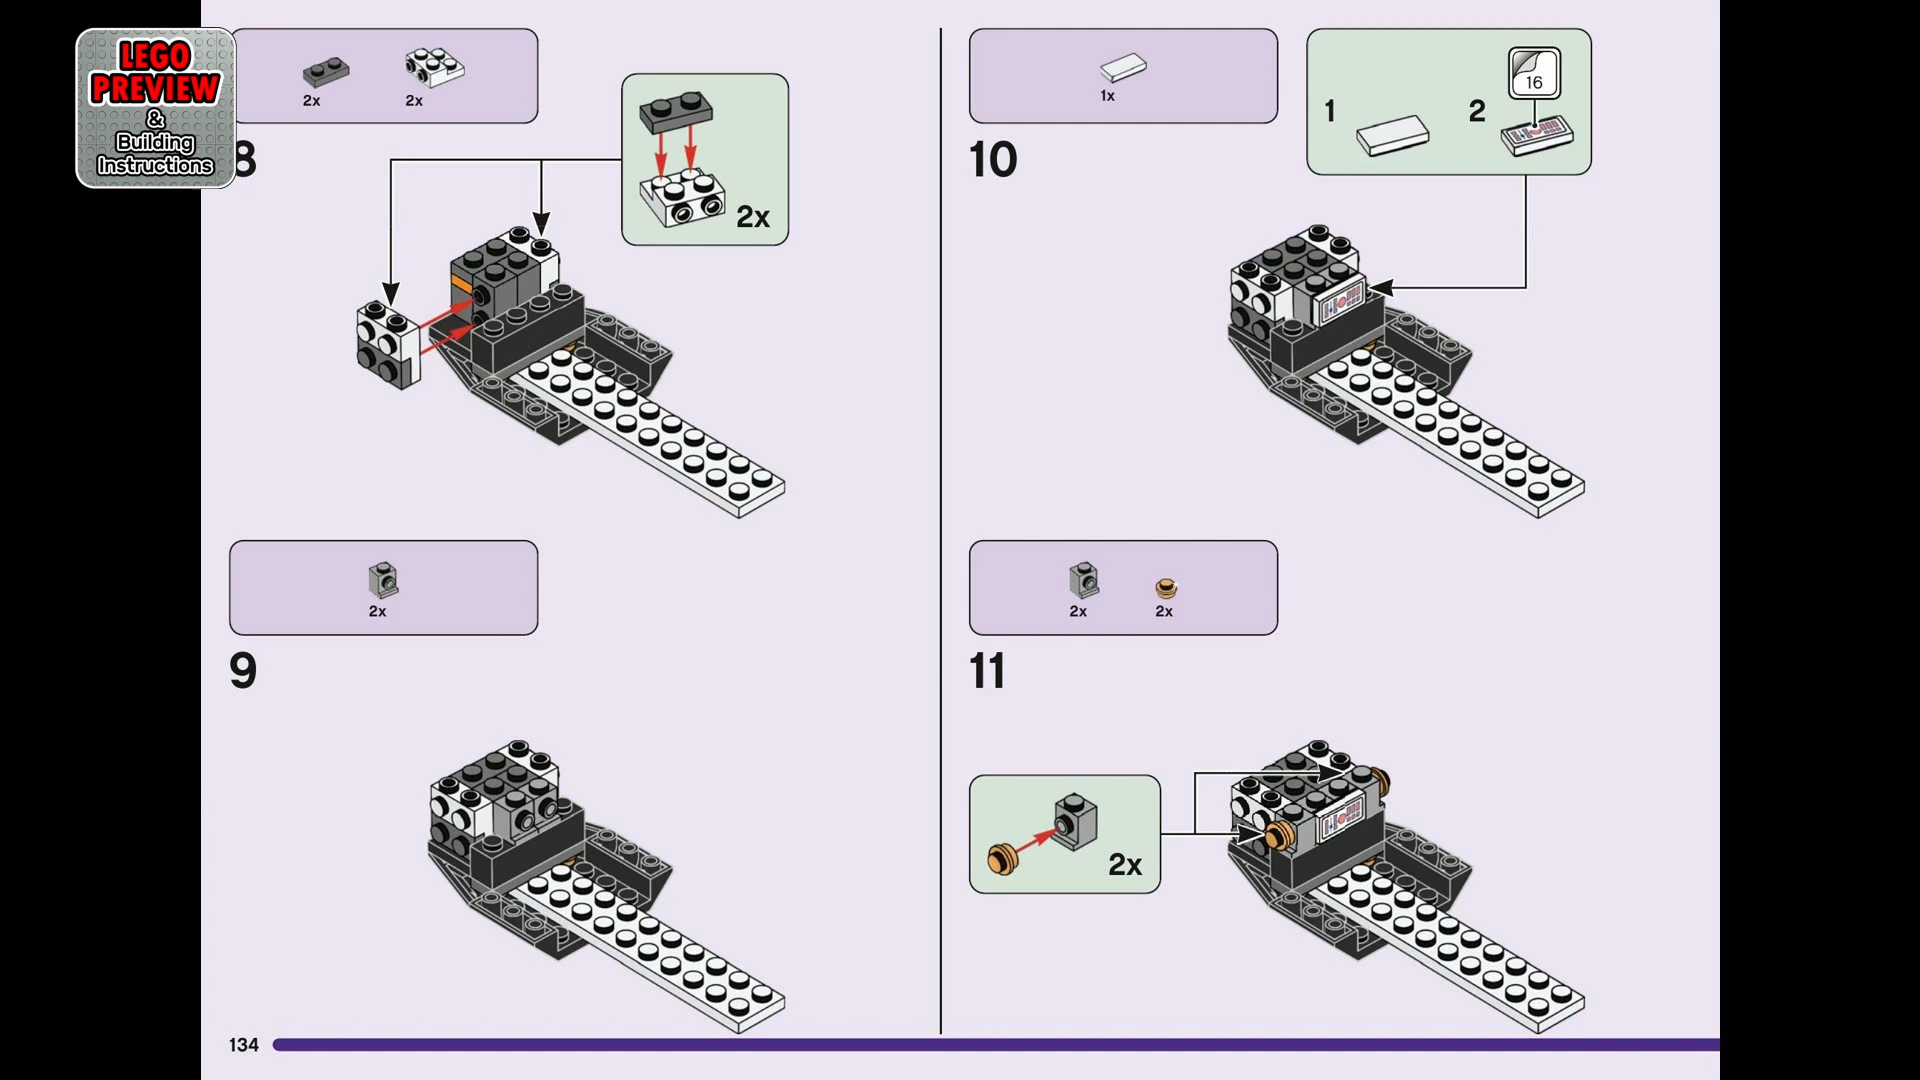 LEGO
PREVIEW
&
Building
Instructions
2x
2x
8
2x
2x
9
1x
10
1
2
16
2x
2x
11
2x
134